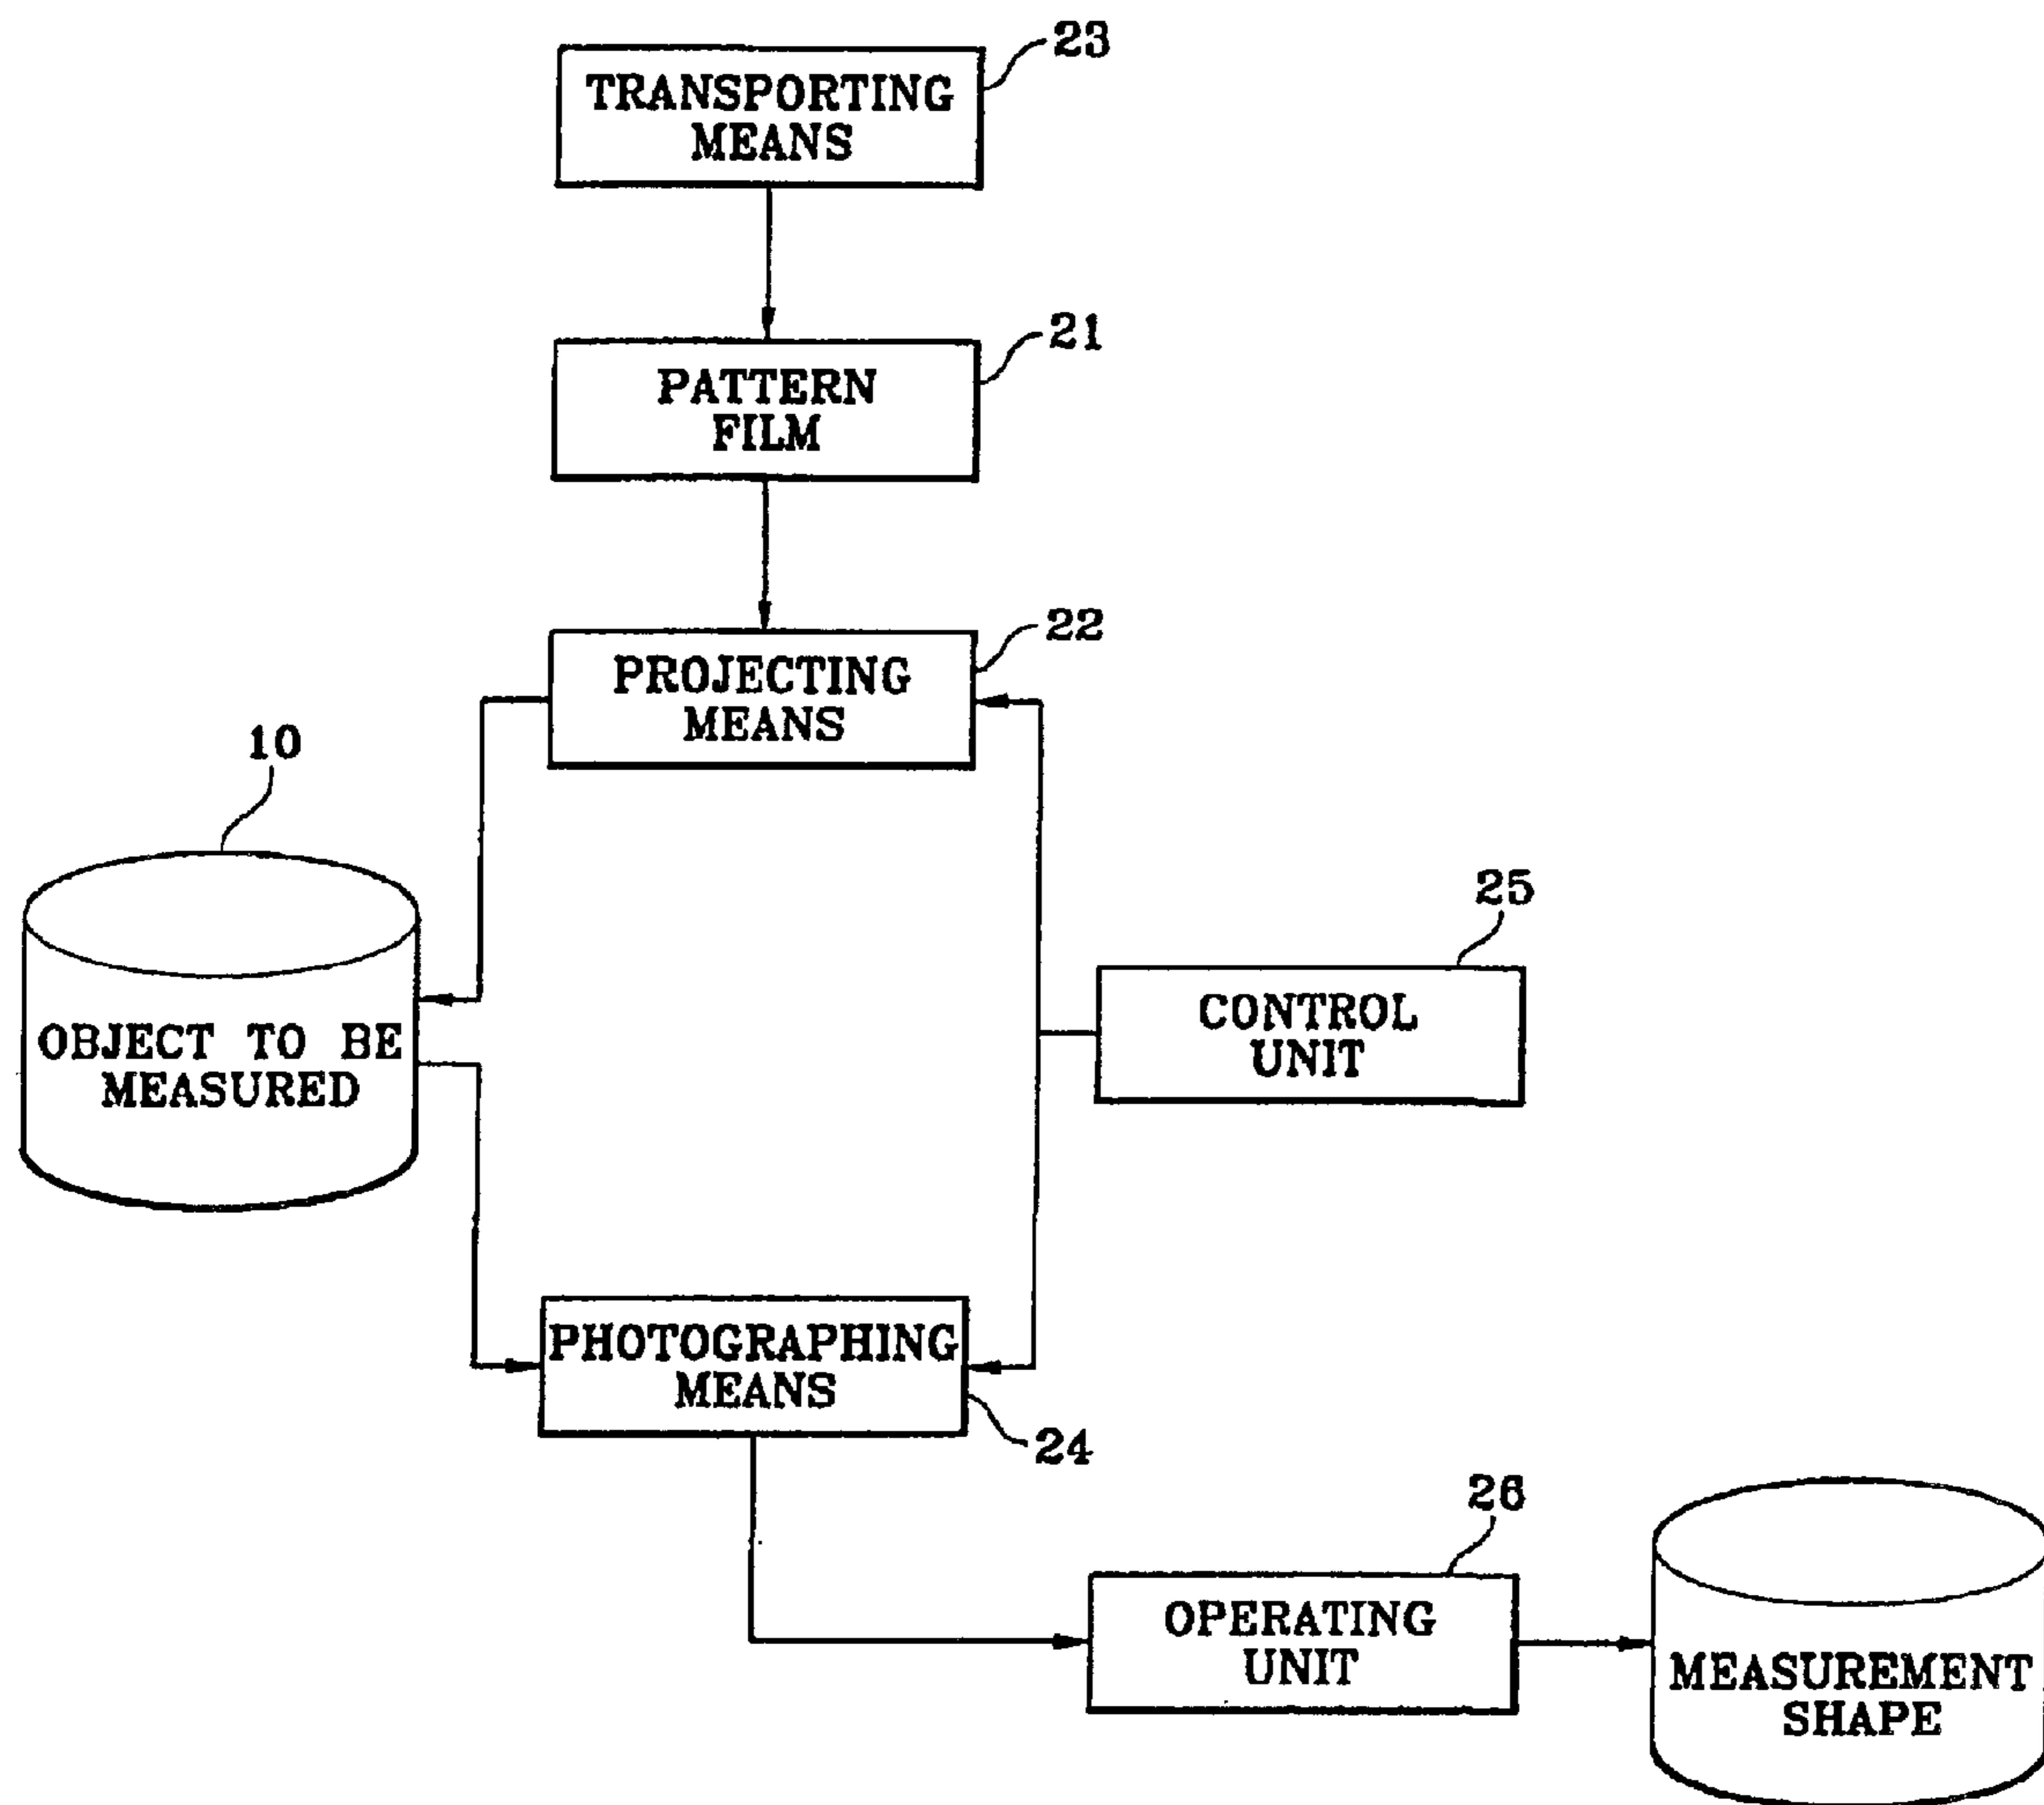 23
TRANSPORTING
MEANS
21
PATTERN
FILM
22
PROJECTING
MEANS
10
OBJECT TO BE
MEASURED
25
CONTROL
UNIT
PHOTOGRAPHING
MEANS
24
26
OPERATING
UNIT
MEASUREMENT
SHAPE